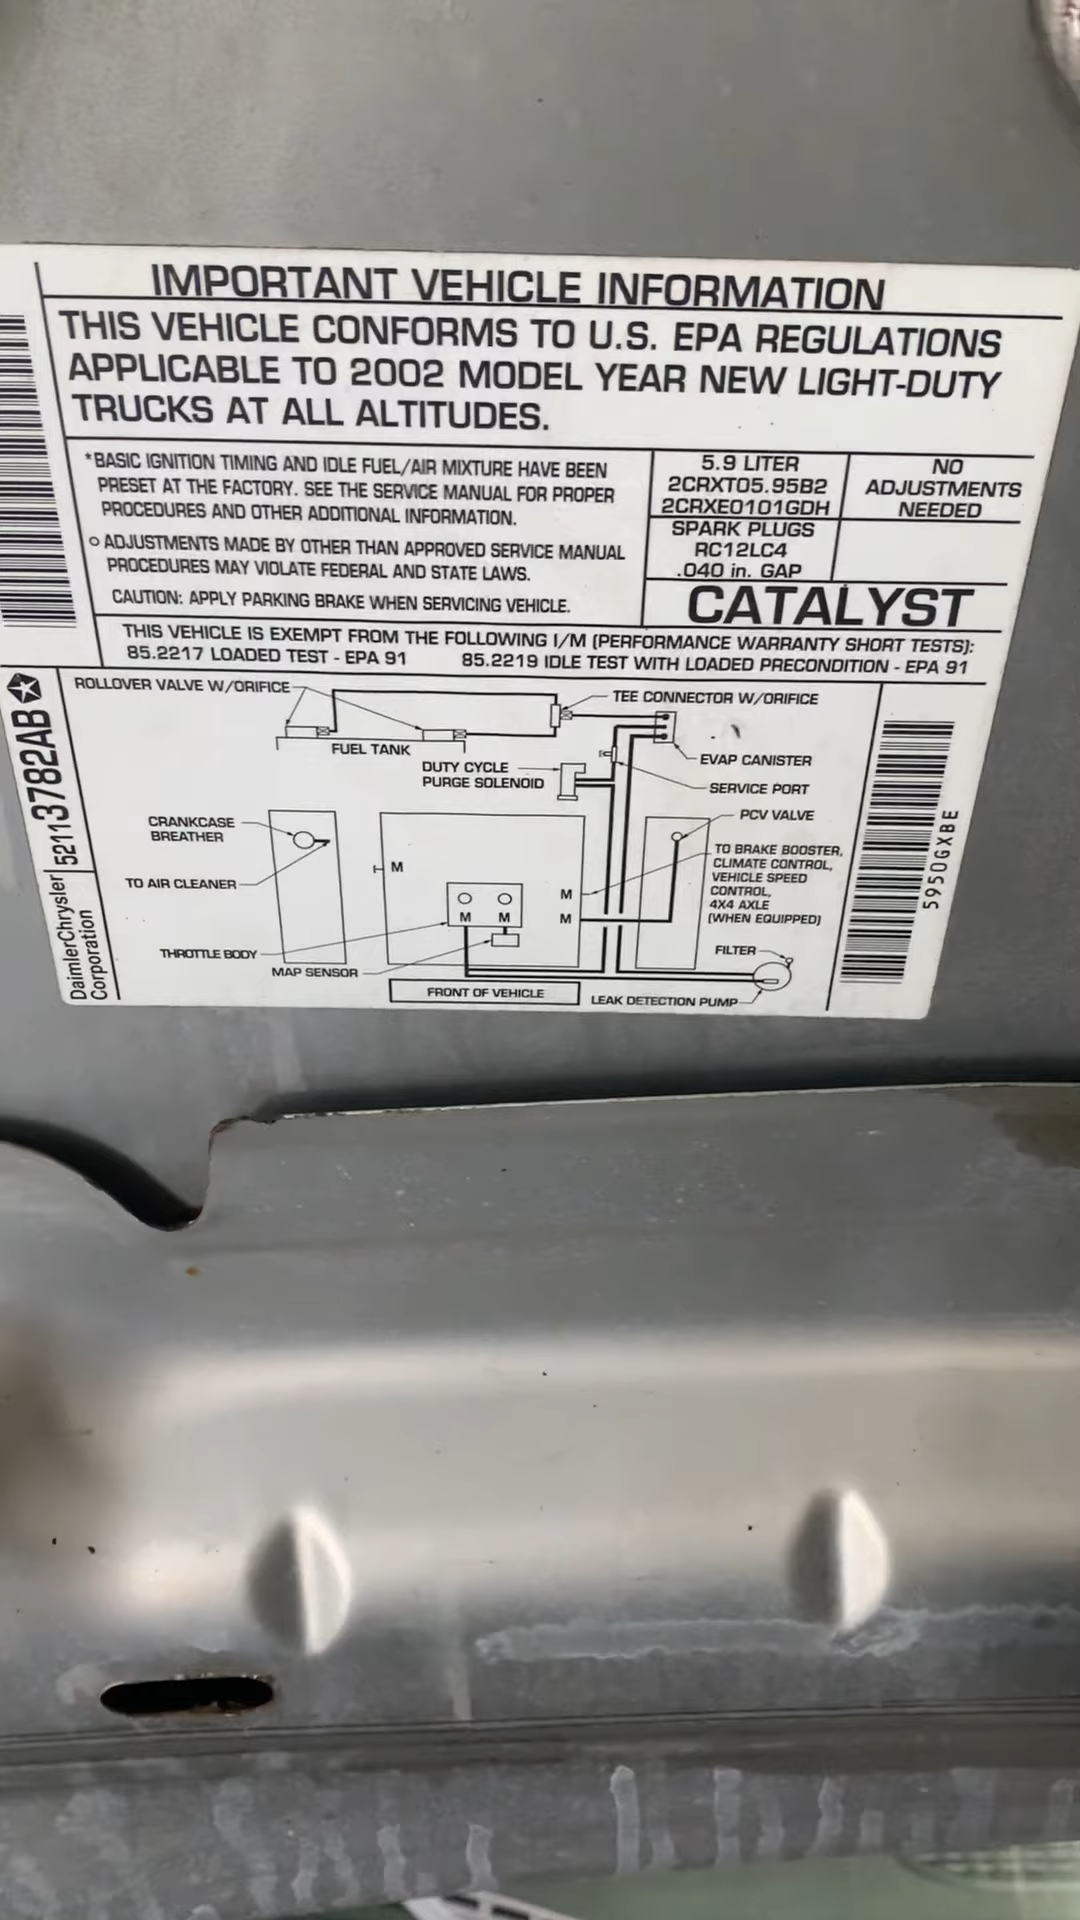 IMPORTANT VEHICLE INFORMATION
THIS VEHICLE CONFORMS TO U.S. EPA REGULATIONS
APPLICABLE TO 2002 MODEL YEAR NEW LIGHT-DUTY
TRUCKS AT ALL ALTITUDES.
*BASIC IGNITION TIMING AND IDLE FUEL/AIR MIXTURE HAVE BEEN
PRESET AT THE FACTORY. SEE THE SERVICE MANUAL FOR PROPER
PROCEDURES AND OTHER ADDITIONAL INFORMATION.
○ ADJUSTMENTS MADE BY OTHER THAN APPROVED SERVICE MANUAL
PROCEDURES MAY VIOLATE FEDERAL AND STATE LAWS.
CAUTION: APPLY PARKING BRAKE WHEN SERVICING VEHICLE.
5.9 LITER
2CRXT05.95B2
2CRXE0101GDH
SPARK PLUGS
RC12LC4
.040 in. GAP
NO
ADJUSTMENTS
NEEDED
CATALYST
THIS VEHICLE IS EXEMPT FROM THE FOLLOWING I/M (PERFORMANCE WARRANTY SHORT TESTS):
85.2217 LOADED TEST - EPA 91 85.2219 IDLE TEST WITH LOADED PRECONDITION - EPA 91
ROLLOVER VALVE W/ORIFICE
TEE CONNECTOR W/ORIFICE
FUEL TANK
EVAP CANISTER
DUTY CYCLE
PURGE SOLENOID
SERVICE PORT
CRANKCASE
BREATHER
PCV VALVE
TO AIR CLEANER
M
M
M
M
M
TO BRAKE BOOSTER,
CLIMATE CONTROL,
VEHICLE SPEED
CONTROL,
4X4 AXLE
(WHEN EQUIPPED)
THROTTLE BODY
MAP SENSOR
FILTER
FRONT OF VEHICLE
LEAK DETECTION PUMP
DaimlerChrysler
Corporation
52113782AB
5950GXBE